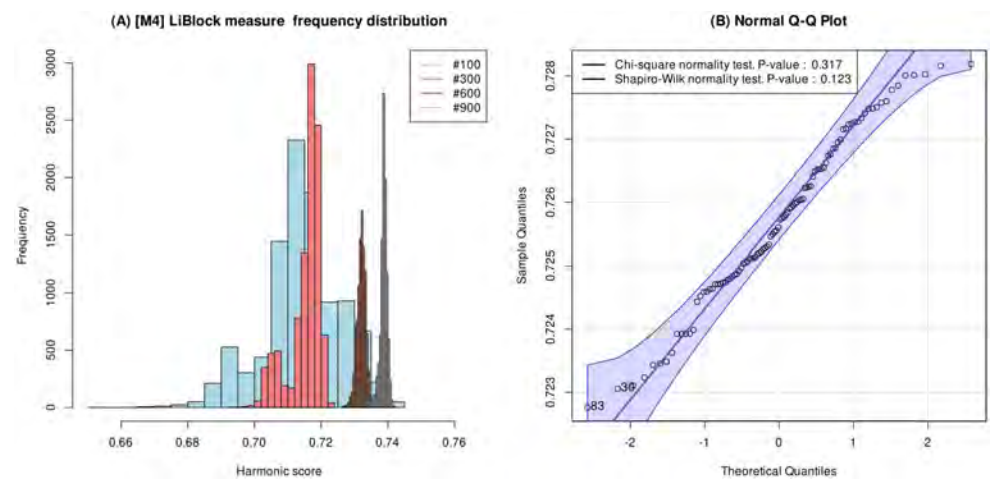 (A) [M4] LiBlock measure frequency distribution
#100
#300
#600
#900
3000
2500
2000
1500
1000
500
0
Frequency
0.66 0.68 0.70 0.72 0.74 0.76
Harmonic score
(B) Normal Q-Q Plot
Chi-square normality test. P-value : 0.317
Shapiro-Wilk normality test. P-value : 0.123
0.728
0.727
0.726
0.725
0.724
0.723
Sample Quantiles
83
-2 -1 0 1 2
Theoretical Quantiles